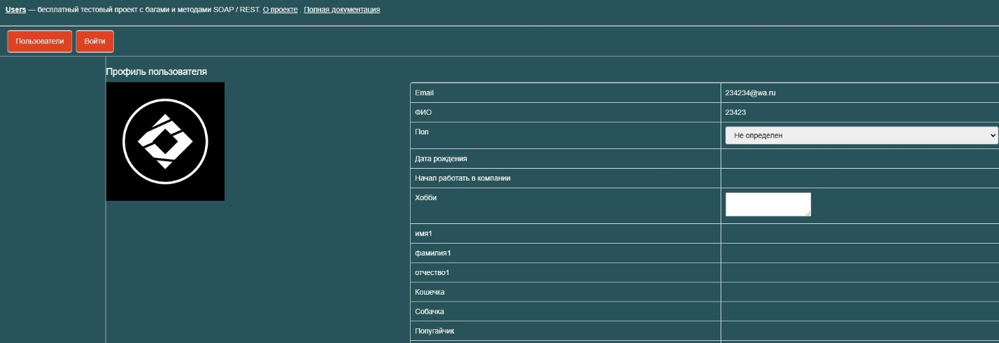 Users — бесплатный тестовый проект с багами и методами SOAP / REST. О проекте . Полная документация
Пользователи Войти
Профиль пользователя
Email 234234@wa.ru
ФИО 23423
Пол Не определен
Дата рождения
Начал работать в компании
Хобби
имя1
фамилия1
отчество1
Кошечка
Собачка
Попугайчик